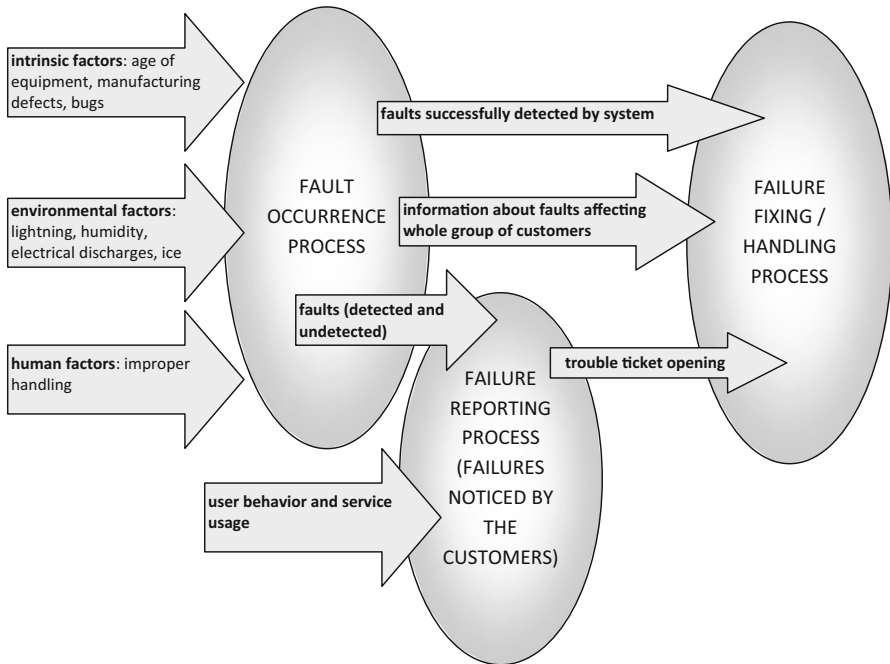 intrinsic factors: age of
equipment, manufacturing
defects, bugs
environmental factors:
lightning, humidity,
electrical discharges, ice
human factors: improper
handling
FAULT
OCCURRENCE
PROCESS
faults successfully detected by system
information about faults affecting
whole group of customers
faults (detected and
undetected)
user behavior and service
usage
FAILURE
REPORTING
PROCESS
(FAILURES
NOTICED BY
THE
CUSTOMERS)
trouble ticket opening
FAILURE
FIXING /
HANDLING
PROCESS